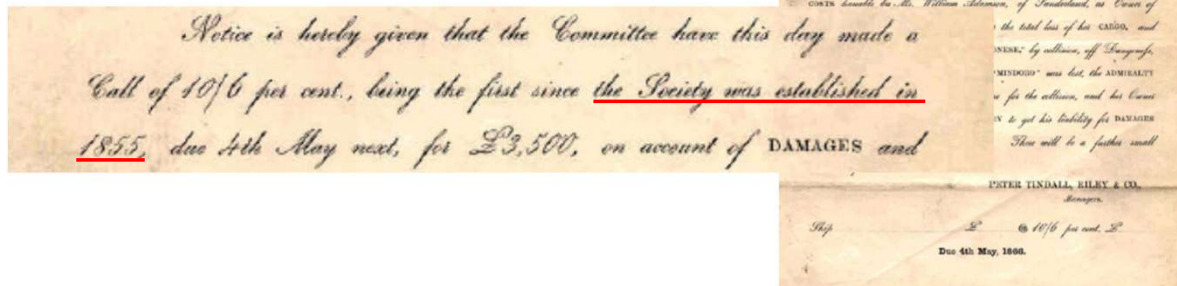 Notice is hereby given that the Committee have this day made a
Call of 10/6 per cent., being the first since the Society was established in
1855, due 4th May next, for £3,500, on account of DAMAGES and
COSTS Mr. William Adamson, of Sunderland, as Owner of
the total loss of her CARGO, and
NESE," by collision, off Dungeness,
"MINDORO" was lost, the ADMIRALTY
for the collision, and her Owner
to get his liability for DAMAGES
There will be a further small
PETER TINDALL, RILEY & CO.,
Managers.
Ship £ @ 10/6 per cent. £
Due 4th May, 1866.